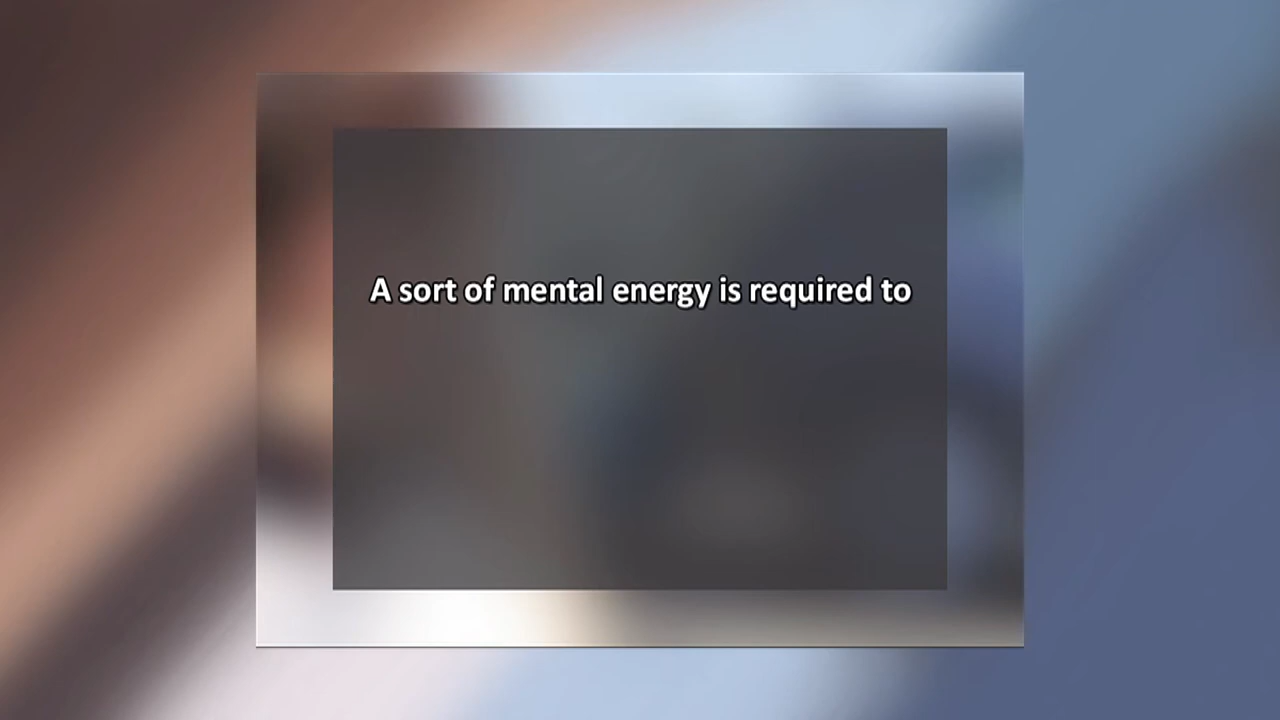 A sort of mental energy is required to